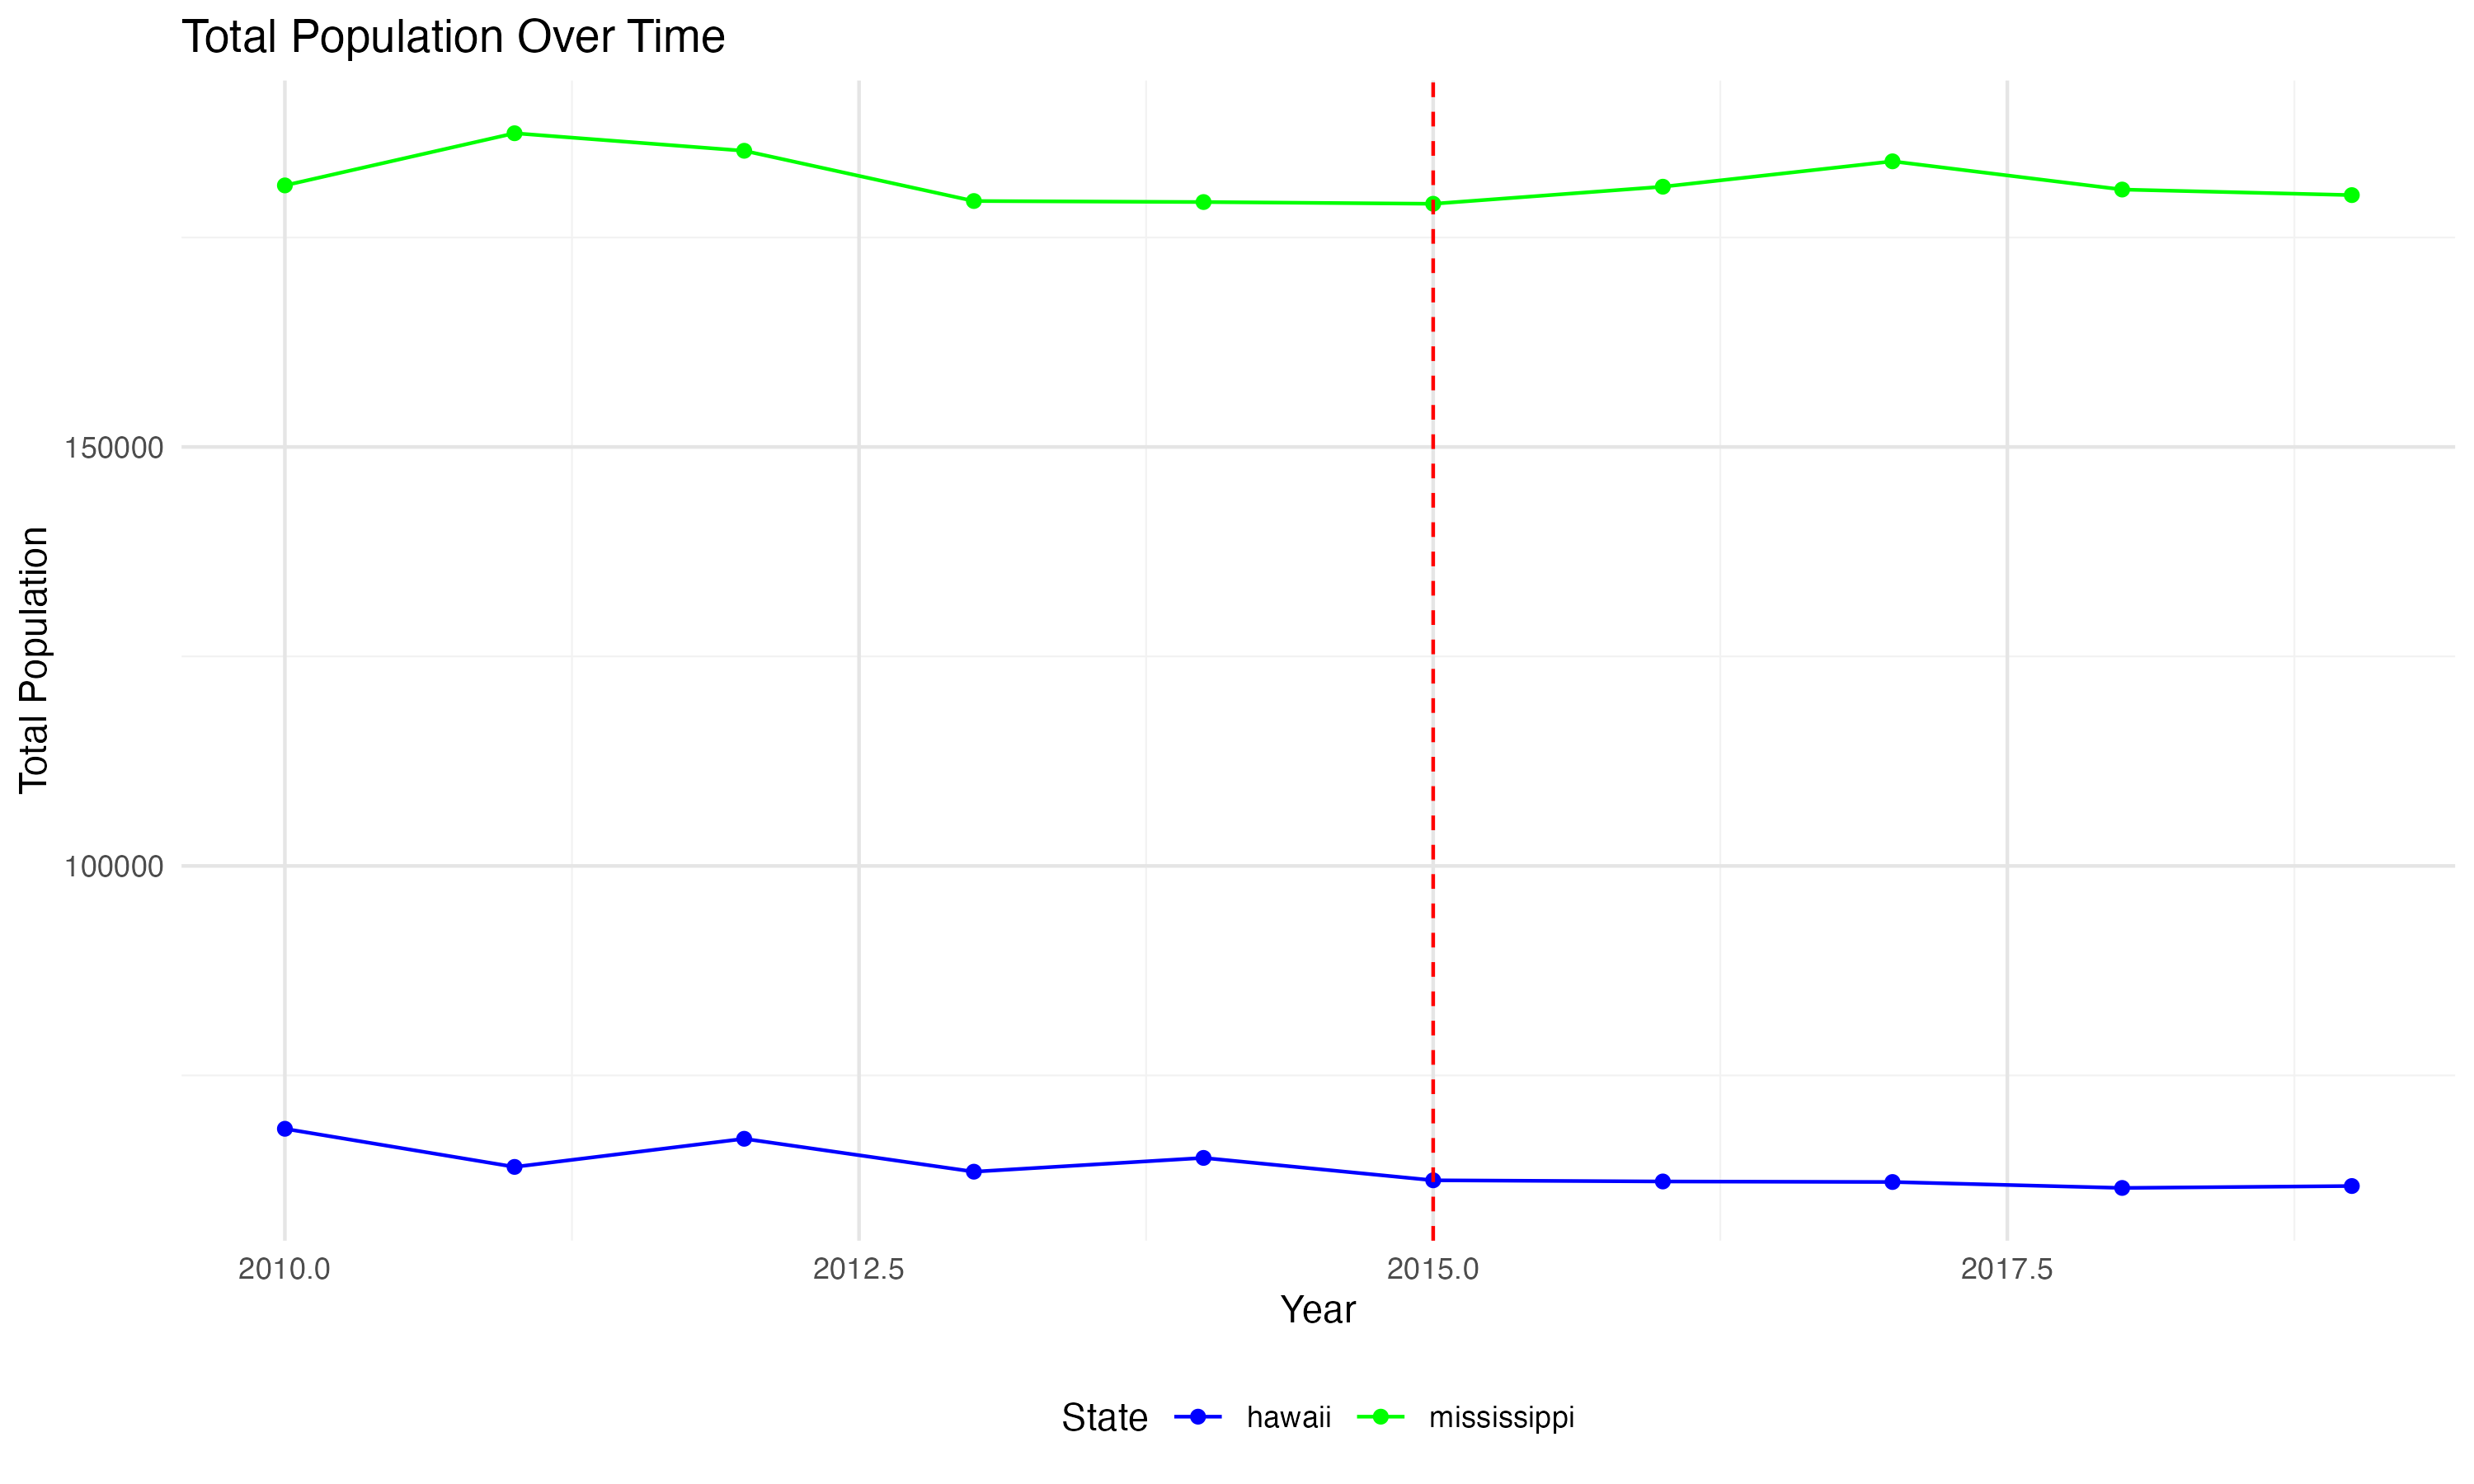 Total Population Over Time
Total Population
150000
100000
2010.0 2012.5 2015.0 2017.5
Year
State hawaii mississippi